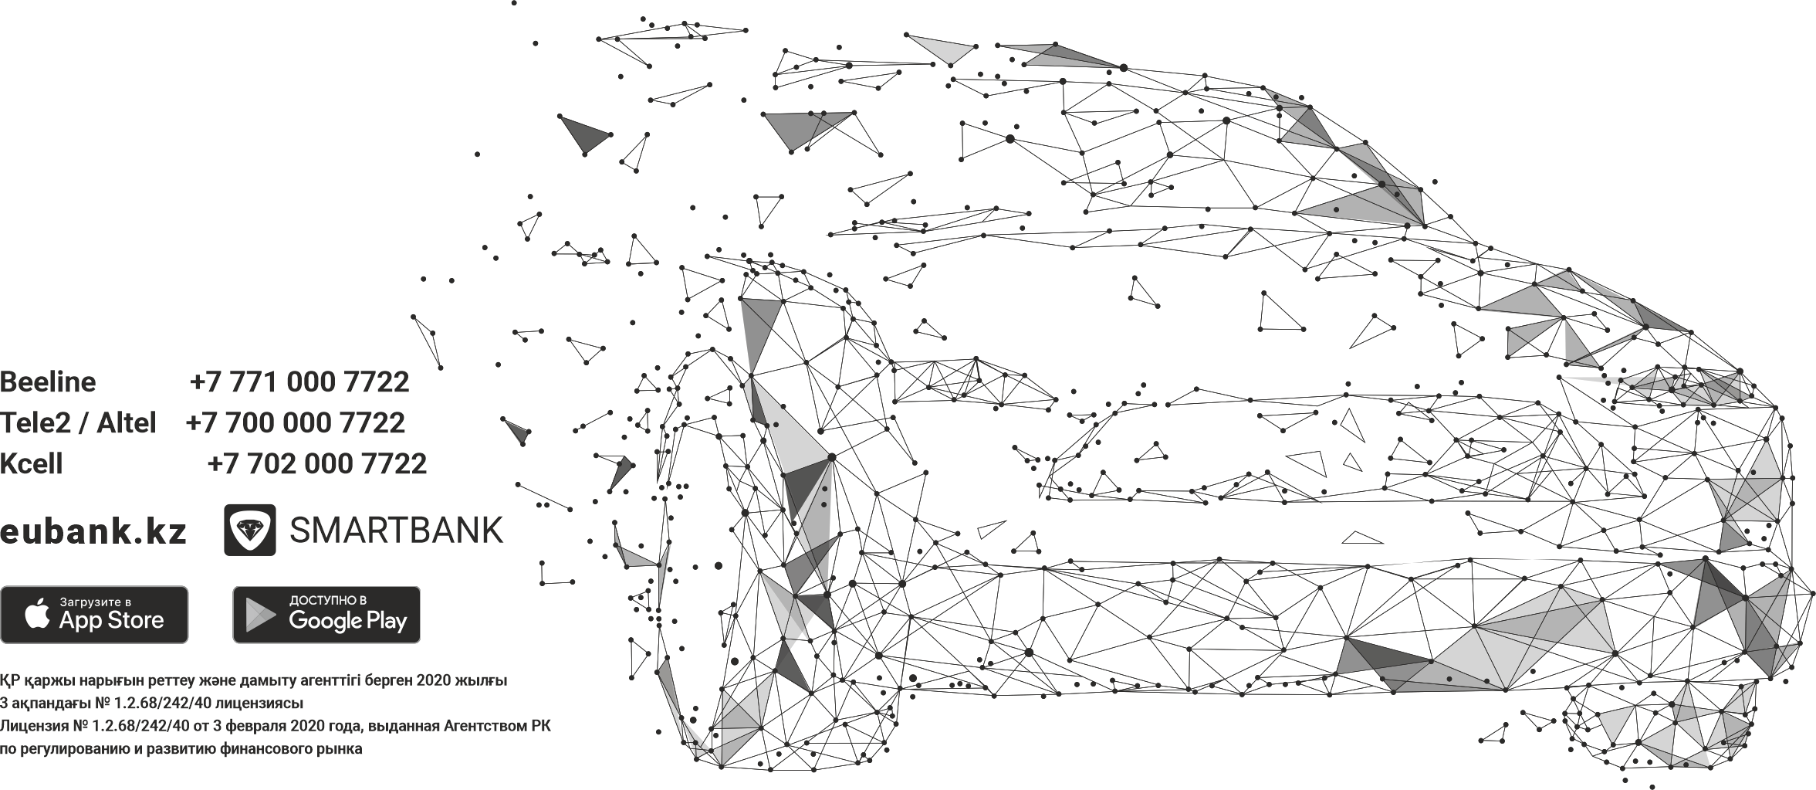 Beeline +7 771 000 7722
Tele2 / Altel +7 700 000 7722
Kcell +7 702 000 7722
eubank.kz SMARTBANK
Загрузите в
App Store
ДОСТУПНО В
Google Play
ҚР қаржы нарығын реттеу және дамыту агенттігі берген 2020 жылғы
3 ақпандағы № 1.2.68/242/40 лицензиясы
Лицензия № 1.2.68/242/40 от 3 февраля 2020 года, выданная Агентством РК
по регулированию и развитию финансового рынка